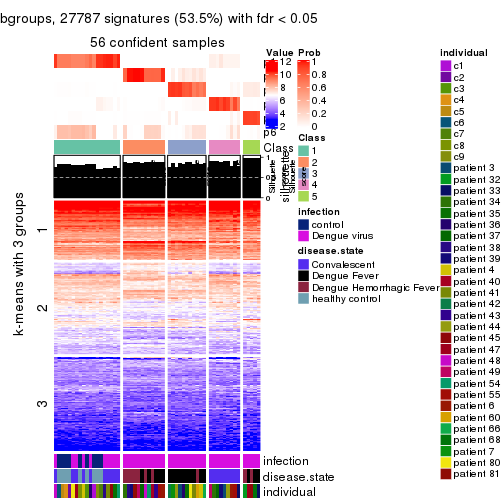 bgroups, 27787 signatures (53.5%) with fdr < 0.05
56 confident samples
p6
Class
1
0.5
0
silhouette
score
k-means with 3 groups
1
2
3
infection
disease.state
individual
Value
12
10
8
6
4
2
Prob
1
0.8
0.6
0.4
0.2
0
Class
1
2
3
4
5
infection
control
Dengue virus
disease.state
Convalescent
Dengue Fever
Dengue Hemorrhagic Fever
healthy control
individual
c1
c2
c3
c4
c5
c6
c7
c8
c9
patient 3
patient 32
patient 33
patient 34
patient 35
patient 36
patient 37
patient 38
patient 39
patient 4
patient 40
patient 41
patient 42
patient 43
patient 44
patient 45
patient 47
patient 48
patient 49
patient 54
patient 55
patient 6
patient 60
patient 66
patient 68
patient 7
patient 80
patient 81